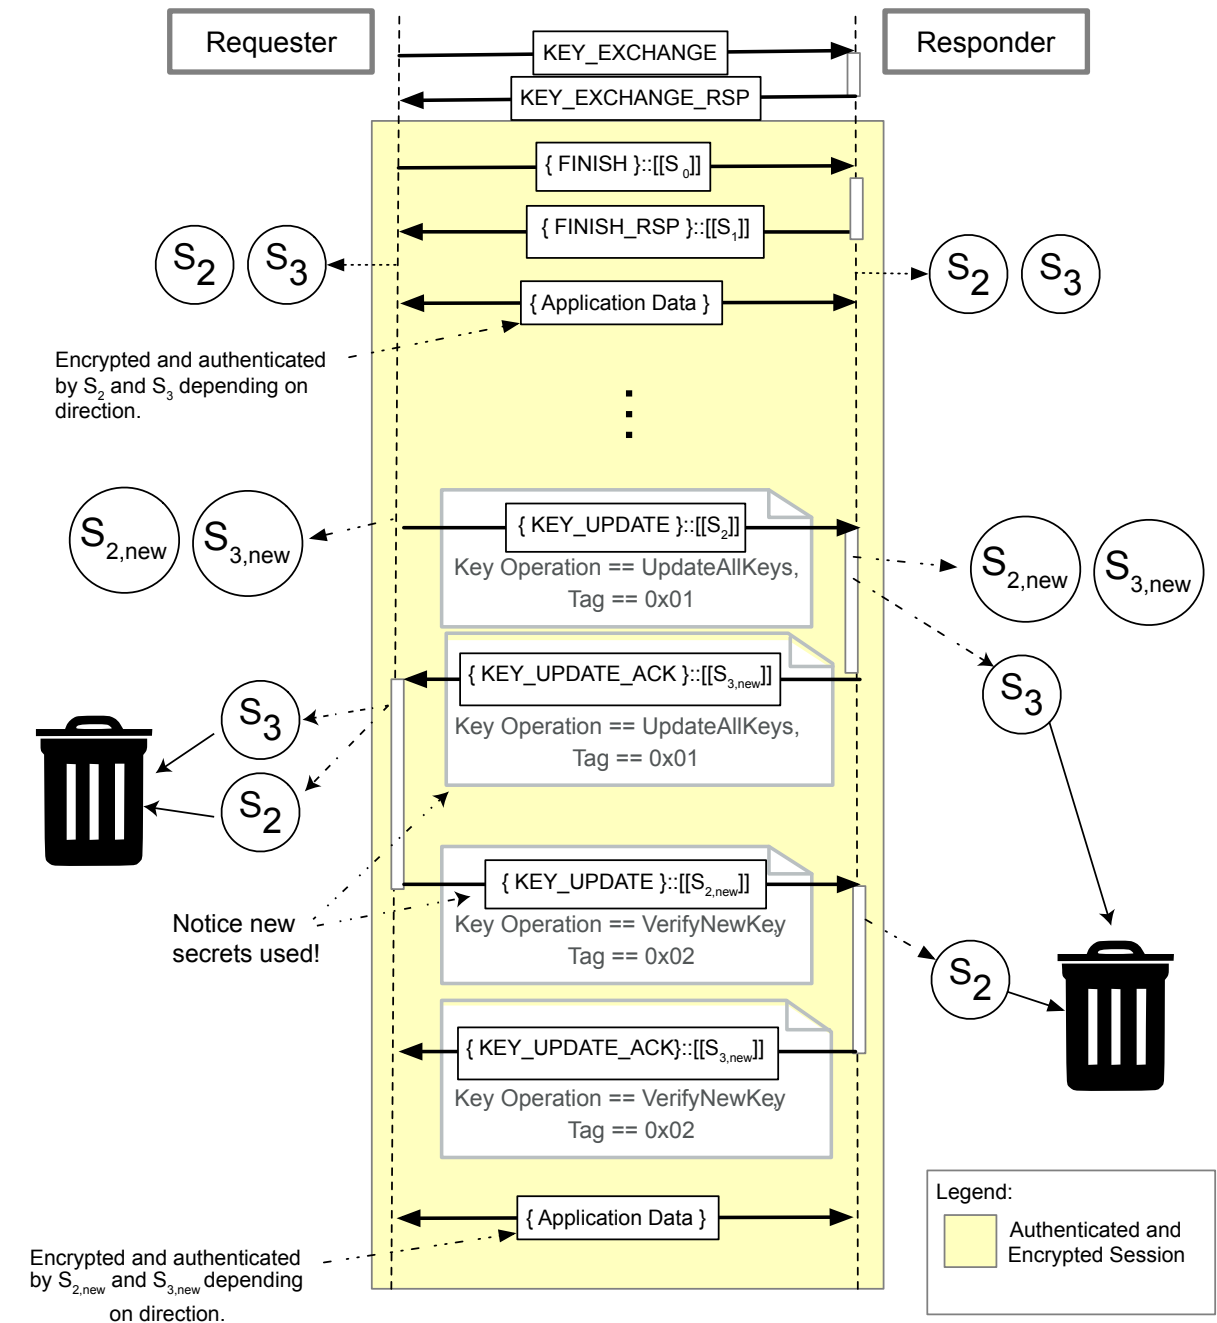 Requester
Responder
KEY_EXCHANGE
KEY_EXCHANGE_RSP
{ FINISH }::[[S0]]
{ FINISH_RSP }::[[S1]]
S2
S3
S2
S3
{ Application Data }
Encrypted and authenticated
by S2 and S3 depending on
direction.
S2,new
S3,new
{ KEY_UPDATE }::[[S2]]
Key Operation == UpdateAllKeys,
Tag == 0x01
S2,new
S3,new
{ KEY_UPDATE_ACK }::[[S3,new]]
Key Operation == UpdateAllKeys,
Tag == 0x01
S3
S3
S2
{ KEY_UPDATE }::[[S2,new]]
Key Operation == VerifyNewKey,
Tag == 0x02
Notice new
secrets used!
S2
{ KEY_UPDATE_ACK}::[[S3,new]]
Key Operation == VerifyNewKey,
Tag == 0x02
{ Application Data }
Encrypted and authenticated
by S2,new and S3,new depending
on direction.
Legend:
Authenticated and
Encrypted Session